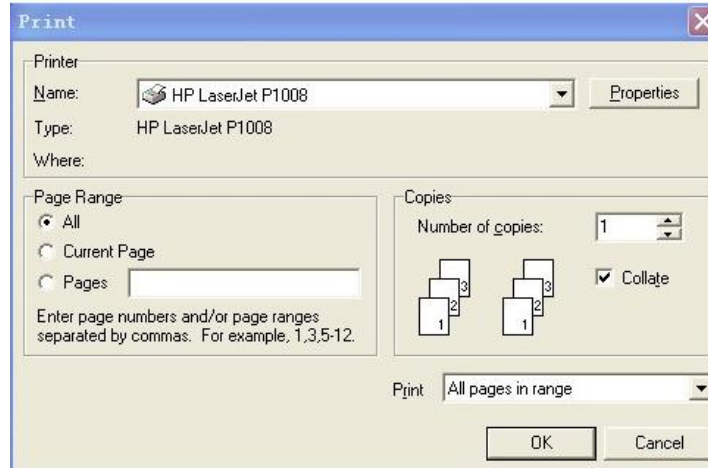 Print
Printer
Name: HP LaserJet P1008 Properties
Type: HP LaserJet P1008
Where:
Page Range
All
Current Page
Pages
Enter page numbers and/or page ranges
separated by commas. For example, 1,3,5-12.
Copies
Number of copies: 1
1 2 3 1 2 3
Collate
Print All pages in range
OK Cancel